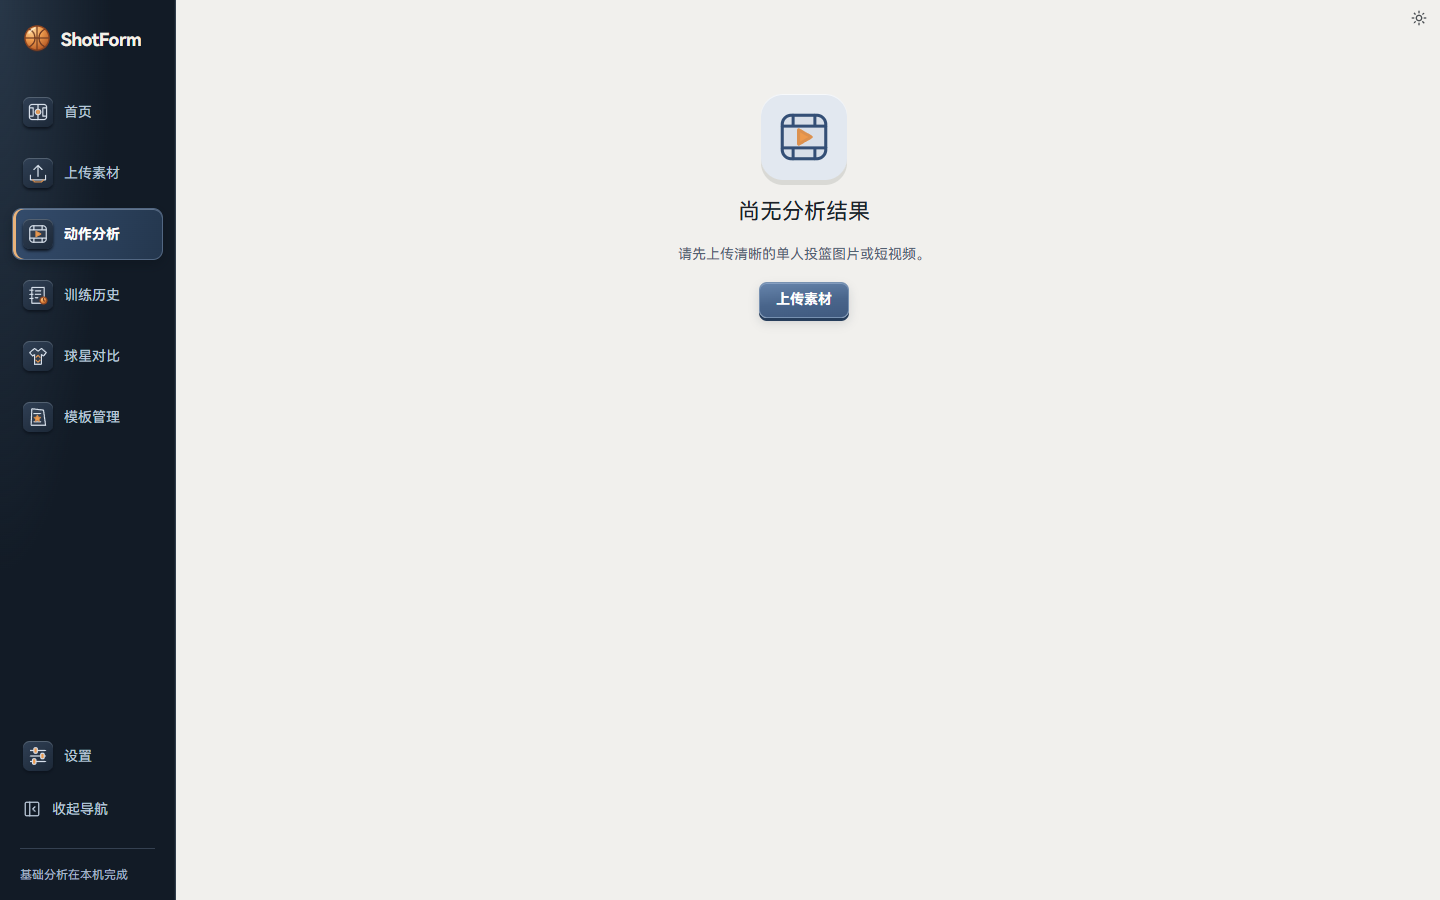 ShotForm
首页
上传素材
动作分析
训练历史
球星对比
模板管理
设置
收起导航
基础分析在本机完成
尚无分析结果
请先上传清晰的单人投篮图片或短视频。
上传素材